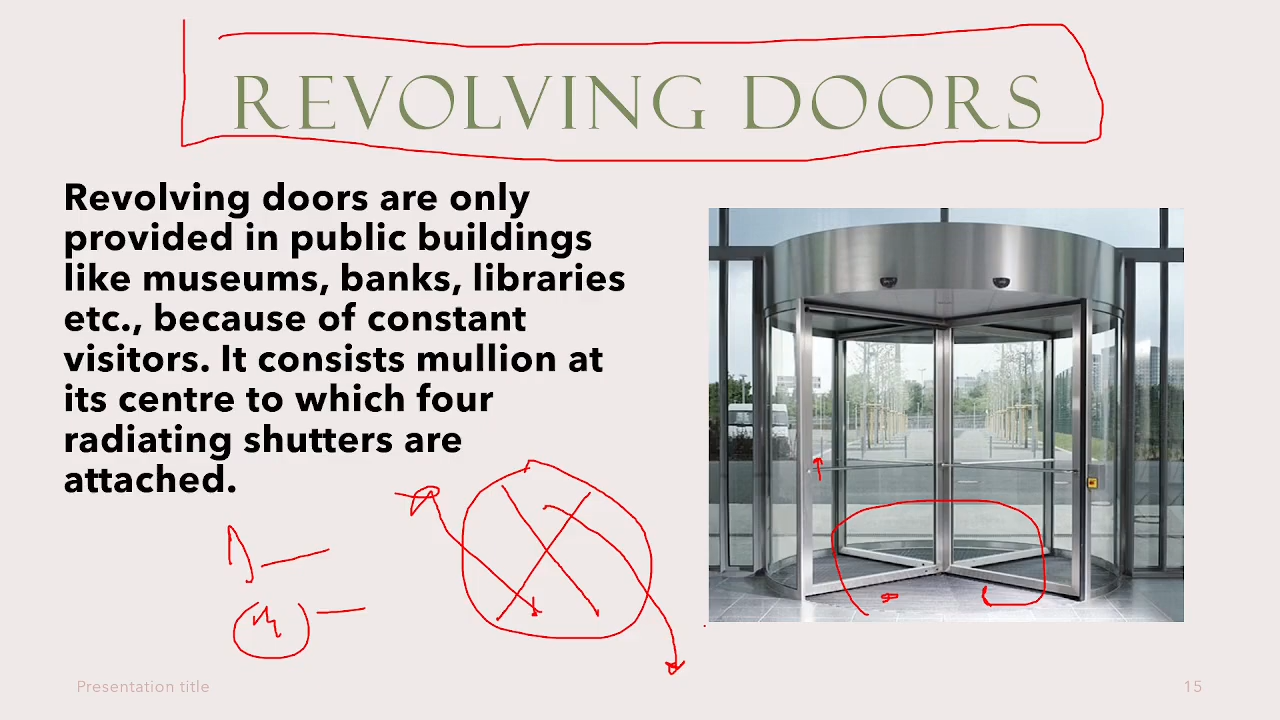 REVOLVING DOORS
Revolving doors are only
provided in public buildings
like museums, banks, libraries
etc., because of constant
visitors. It consists mullion at
its centre to which four
radiating shutters are
attached.
Presentation title
15